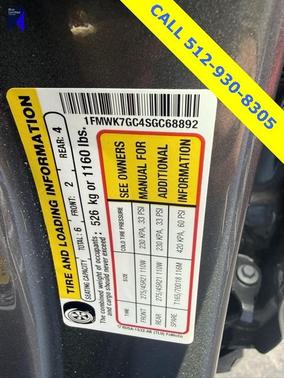 CALL 512-930-8305
1FMWK7GC4SGC68892
TIRE AND LOADING INFORMATION
SEATING CAPACITY TOTAL: 6 FRONT: 2 REAR: 4
The combined weight of occupants and cargo should never exceed: 526 kg or 1160 lbs.
TIRE SIZE COLD TIRE PRESSURE SEE OWNERS
FRONT 275/45R21 110W 230 KPA, 33 PSI MANUAL FOR
REAR 275/45R21 110W 230 KPA, 33 PSI ADDITIONAL
SPARE T165/70D18 116M 420 KPA, 60 PSI INFORMATION